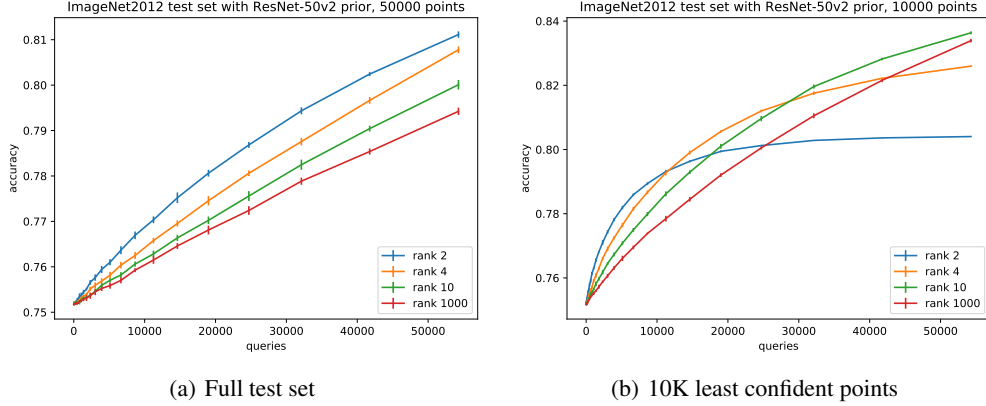 ImageNet2012 test set with ResNet-50v2 prior, 50000 points
0.81
0.80
0.79
0.78
0.77
0.76
0.75
accuracy
0 10000 20000 30000 40000 50000
queries
rank 2
rank 4
rank 10
rank 1000
(a) Full test set
ImageNet2012 test set with ResNet-50v2 prior, 10000 points
0.84
0.82
0.80
0.78
0.76
accuracy
0 10000 20000 30000 40000 50000
queries
rank 2
rank 4
rank 10
rank 1000
(b) 10K least confident points